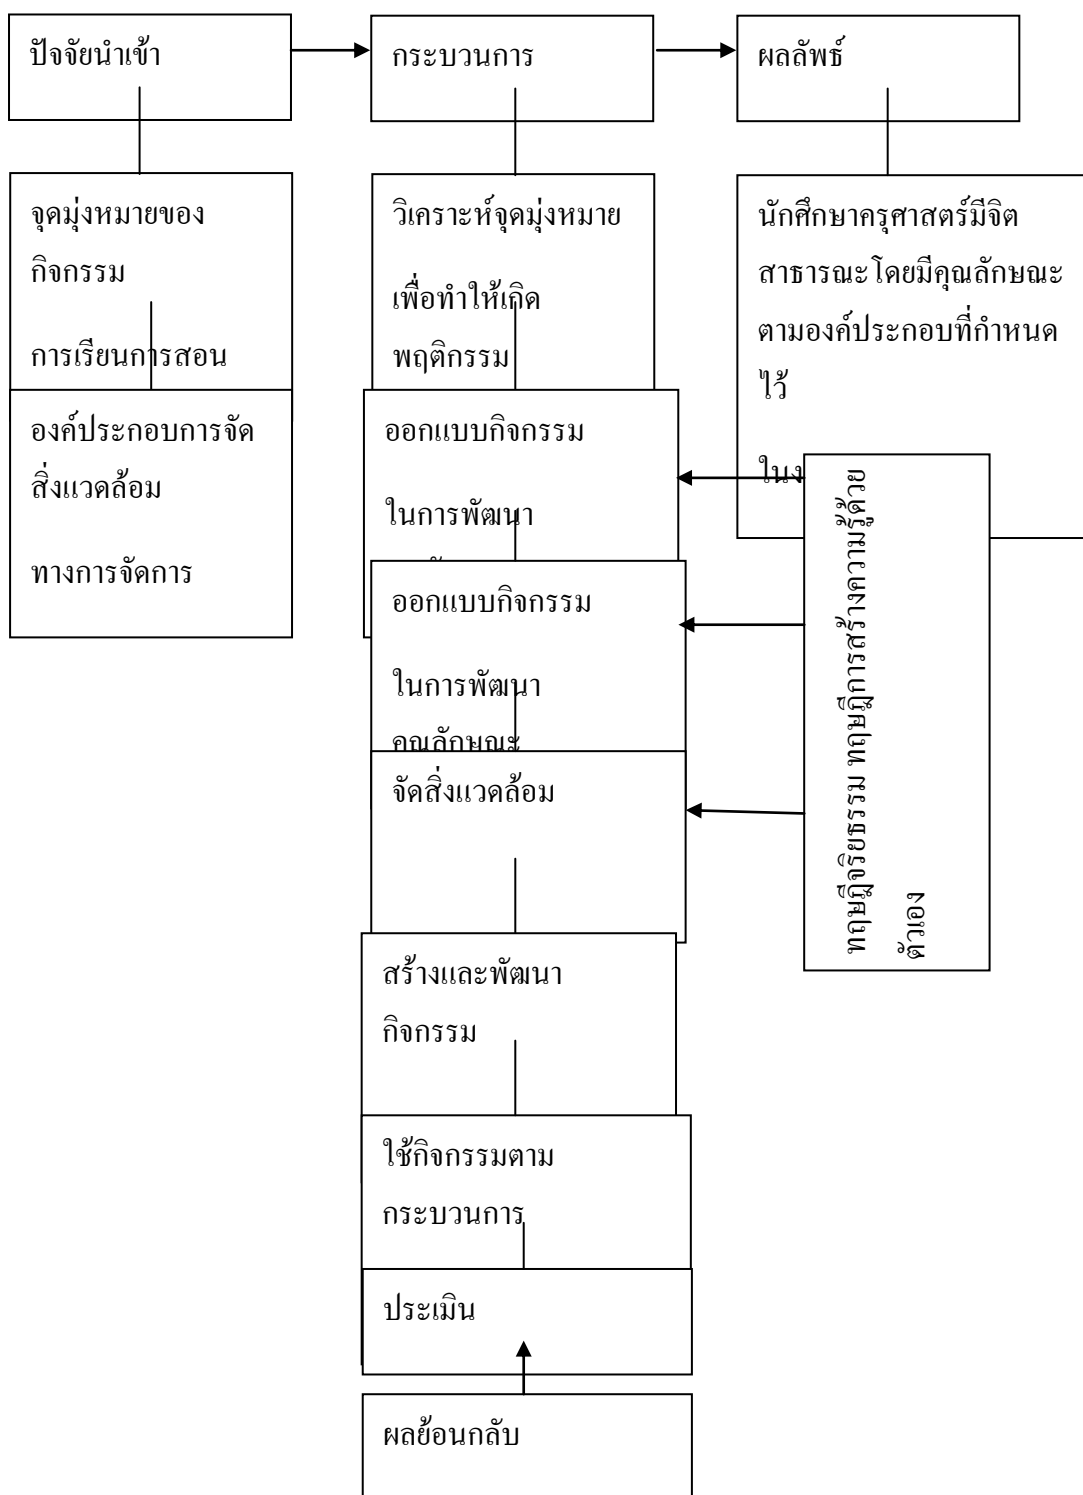 ปัจจัยนำเข้า
กระบวนการ
ผลลัพธ์
จุดมุ่งหมายของ
กิจกรรม
การเรียนการสอน
องค์ประกอบการจัด
สิ่งแวดล้อม
ทางการจัดการ
วิเคราะห์จุดมุ่งหมาย
เพื่อทำให้เกิด
พฤติกรรม
ออกแบบกิจกรรม
ในการพัฒนา
ออกแบบกิจกรรม
ในการพัฒนา
คุณลักษณะ
จัดสิ่งแวดล้อม
สร้างและพัฒนา
กิจกรรม
ใช้กิจกรรมตาม
กระบวนการ
ประเมิน
ผลย้อนกลับ
นักศึกษาครุศาสตร์มีจิต
สาธารณะโดยมีคุณลักษณะ
ตามองค์ประกอบที่กำหนด
ไว้
ทฤษฎีจริยธรรม ทฤษฎีการสร้างความรู้ด้วย
ตัวเอง